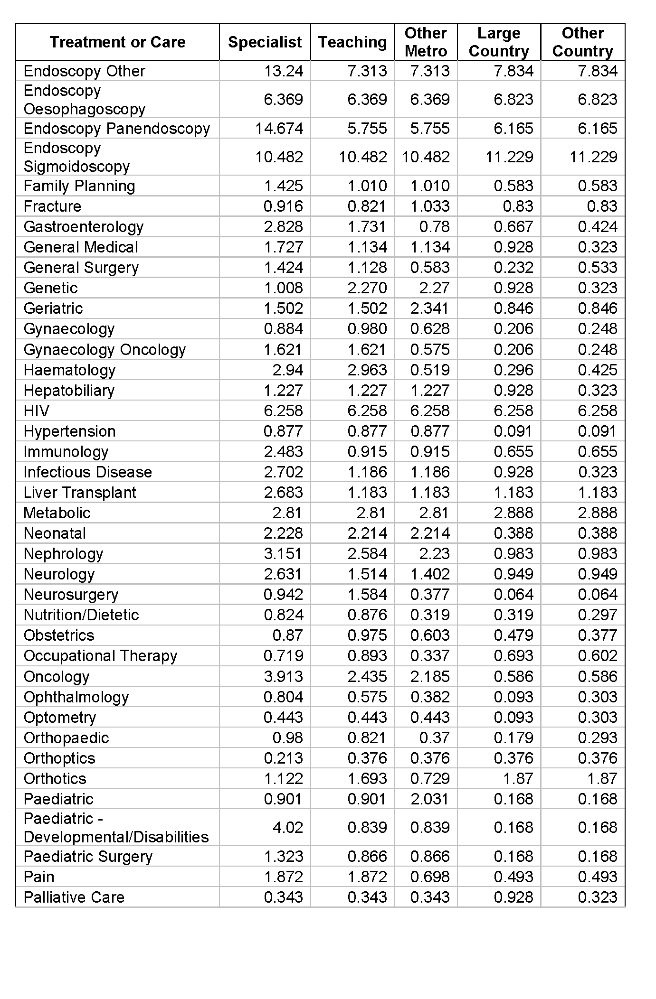 Treatment or Care Specialist Teaching Other Metro Large Country Other Country
Endoscopy Other 13.24 7.313 7.313 7.834 7.834
Endoscopy
Oesophagoscopy 6.369 6.369 6.369 6.823 6.823
Endoscopy Panendoscopy 14.674 5.755 5.755 6.165 6.165
Endoscopy
Sigmoidoscopy 10.482 10.482 10.482 11.229 11.229
Family Planning 1.425 1.010 1.010 0.583 0.583
Fracture 0.916 0.821 1.033 0.83 0.83
Gastroenterology 2.828 1.731 0.78 0.667 0.424
General Medical 1.727 1.134 1.134 0.928 0.323
General Surgery 1.424 1.128 0.583 0.232 0.533
Genetic 1.008 2.270 2.27 0.928 0.323
Geriatric 1.502 1.502 2.341 0.846 0.846
Gynaecology 0.884 0.980 0.628 0.206 0.248
Gynaecology Oncology 1.621 1.621 0.575 0.206 0.248
Haematology 2.94 2.963 0.519 0.296 0.425
Hepatobiliary 1.227 1.227 1.227 0.928 0.323
HIV 6.258 6.258 6.258 6.258 6.258
Hypertension 0.877 0.877 0.877 0.091 0.091
Immunology 2.483 0.915 0.915 0.655 0.655
Infectious Disease 2.702 1.186 1.186 0.928 0.323
Liver Transplant 2.683 1.183 1.183 1.183 1.183
Metabolic 2.81 2.81 2.81 2.888 2.888
Neonatal 2.228 2.214 2.214 0.388 0.388
Nephrology 3.151 2.584 2.23 0.983 0.983
Neurology 2.631 1.514 1.402 0.949 0.949
Neurosurgery 0.942 1.584 0.377 0.064 0.064
Nutrition/Dietetic 0.824 0.876 0.319 0.319 0.297
Obstetrics 0.87 0.975 0.603 0.479 0.377
Occupational Therapy 0.719 0.893 0.337 0.693 0.602
Oncology 3.913 2.435 2.185 0.586 0.586
Ophthalmology 0.804 0.575 0.382 0.093 0.303
Optometry 0.443 0.443 0.443 0.093 0.303
Orthopaedic 0.98 0.821 0.37 0.179 0.293
Orthoptics 0.213 0.376 0.376 0.376 0.376
Orthotics 1.122 1.693 0.729 1.87 1.87
Paediatric 0.901 0.901 2.031 0.168 0.168
Paediatric -
Developmental/Disabilities 4.02 0.839 0.839 0.168 0.168
Paediatric Surgery 1.323 0.866 0.866 0.168 0.168
Pain 1.872 1.872 0.698 0.493 0.493
Palliative Care 0.343 0.343 0.343 0.928 0.323